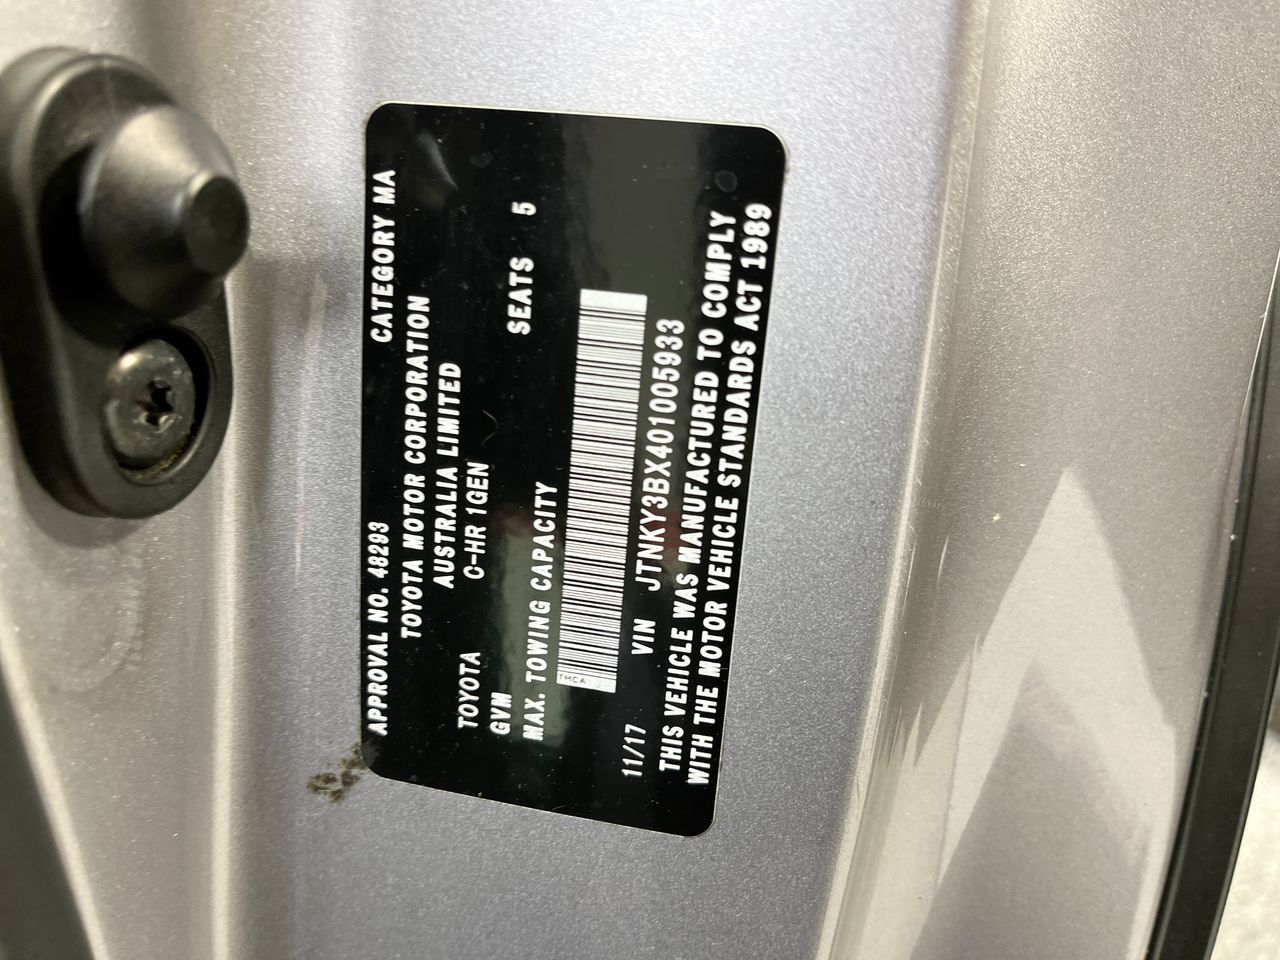 APPROVAL NO. 48293 CATEGORY MA
TOYOTA MOTOR CORPORATION
AUSTRALIA LIMITED
TOYOTA C-HR 1GEN
GVM SEATS 5
MAX. TOWING CAPACITY
TMCA
11/17 VIN JTNKY3BX401005933
THIS VEHICLE WAS MANUFACTURED TO COMPLY
WITH THE MOTOR VEHICLE STANDARDS ACT 1989